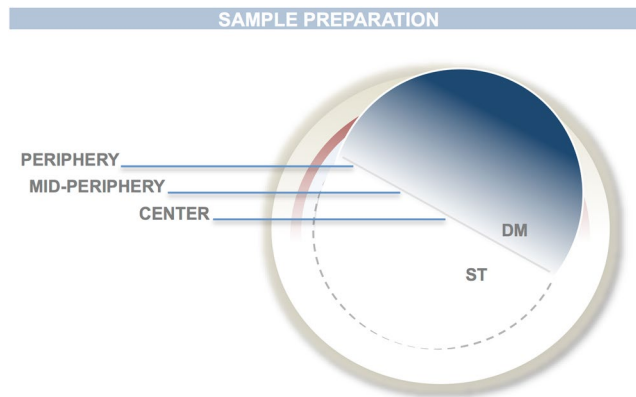 SAMPLE PREPARATION
PERIPHERY
MID-PERIPHERY
CENTER
DM
ST